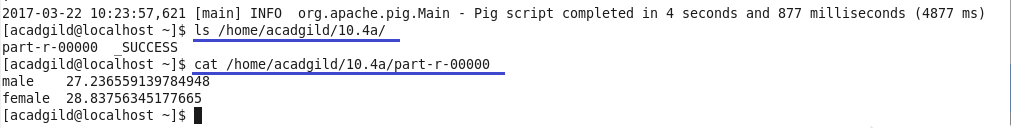 2017-03-22 10:23:57,621 [main] INFO  org.apache.pig.Main - Pig script completed in 4 seconds and 877 milliseconds (4877 ms)
[acadgild@localhost ~]$ ls /home/acadgild/10.4a/
part-r-00000  _SUCCESS
[acadgild@localhost ~]$ cat /home/acadgild/10.4a/part-r-00000
male    27.236559139784948
female  28.83756345177665
[acadgild@localhost ~]$